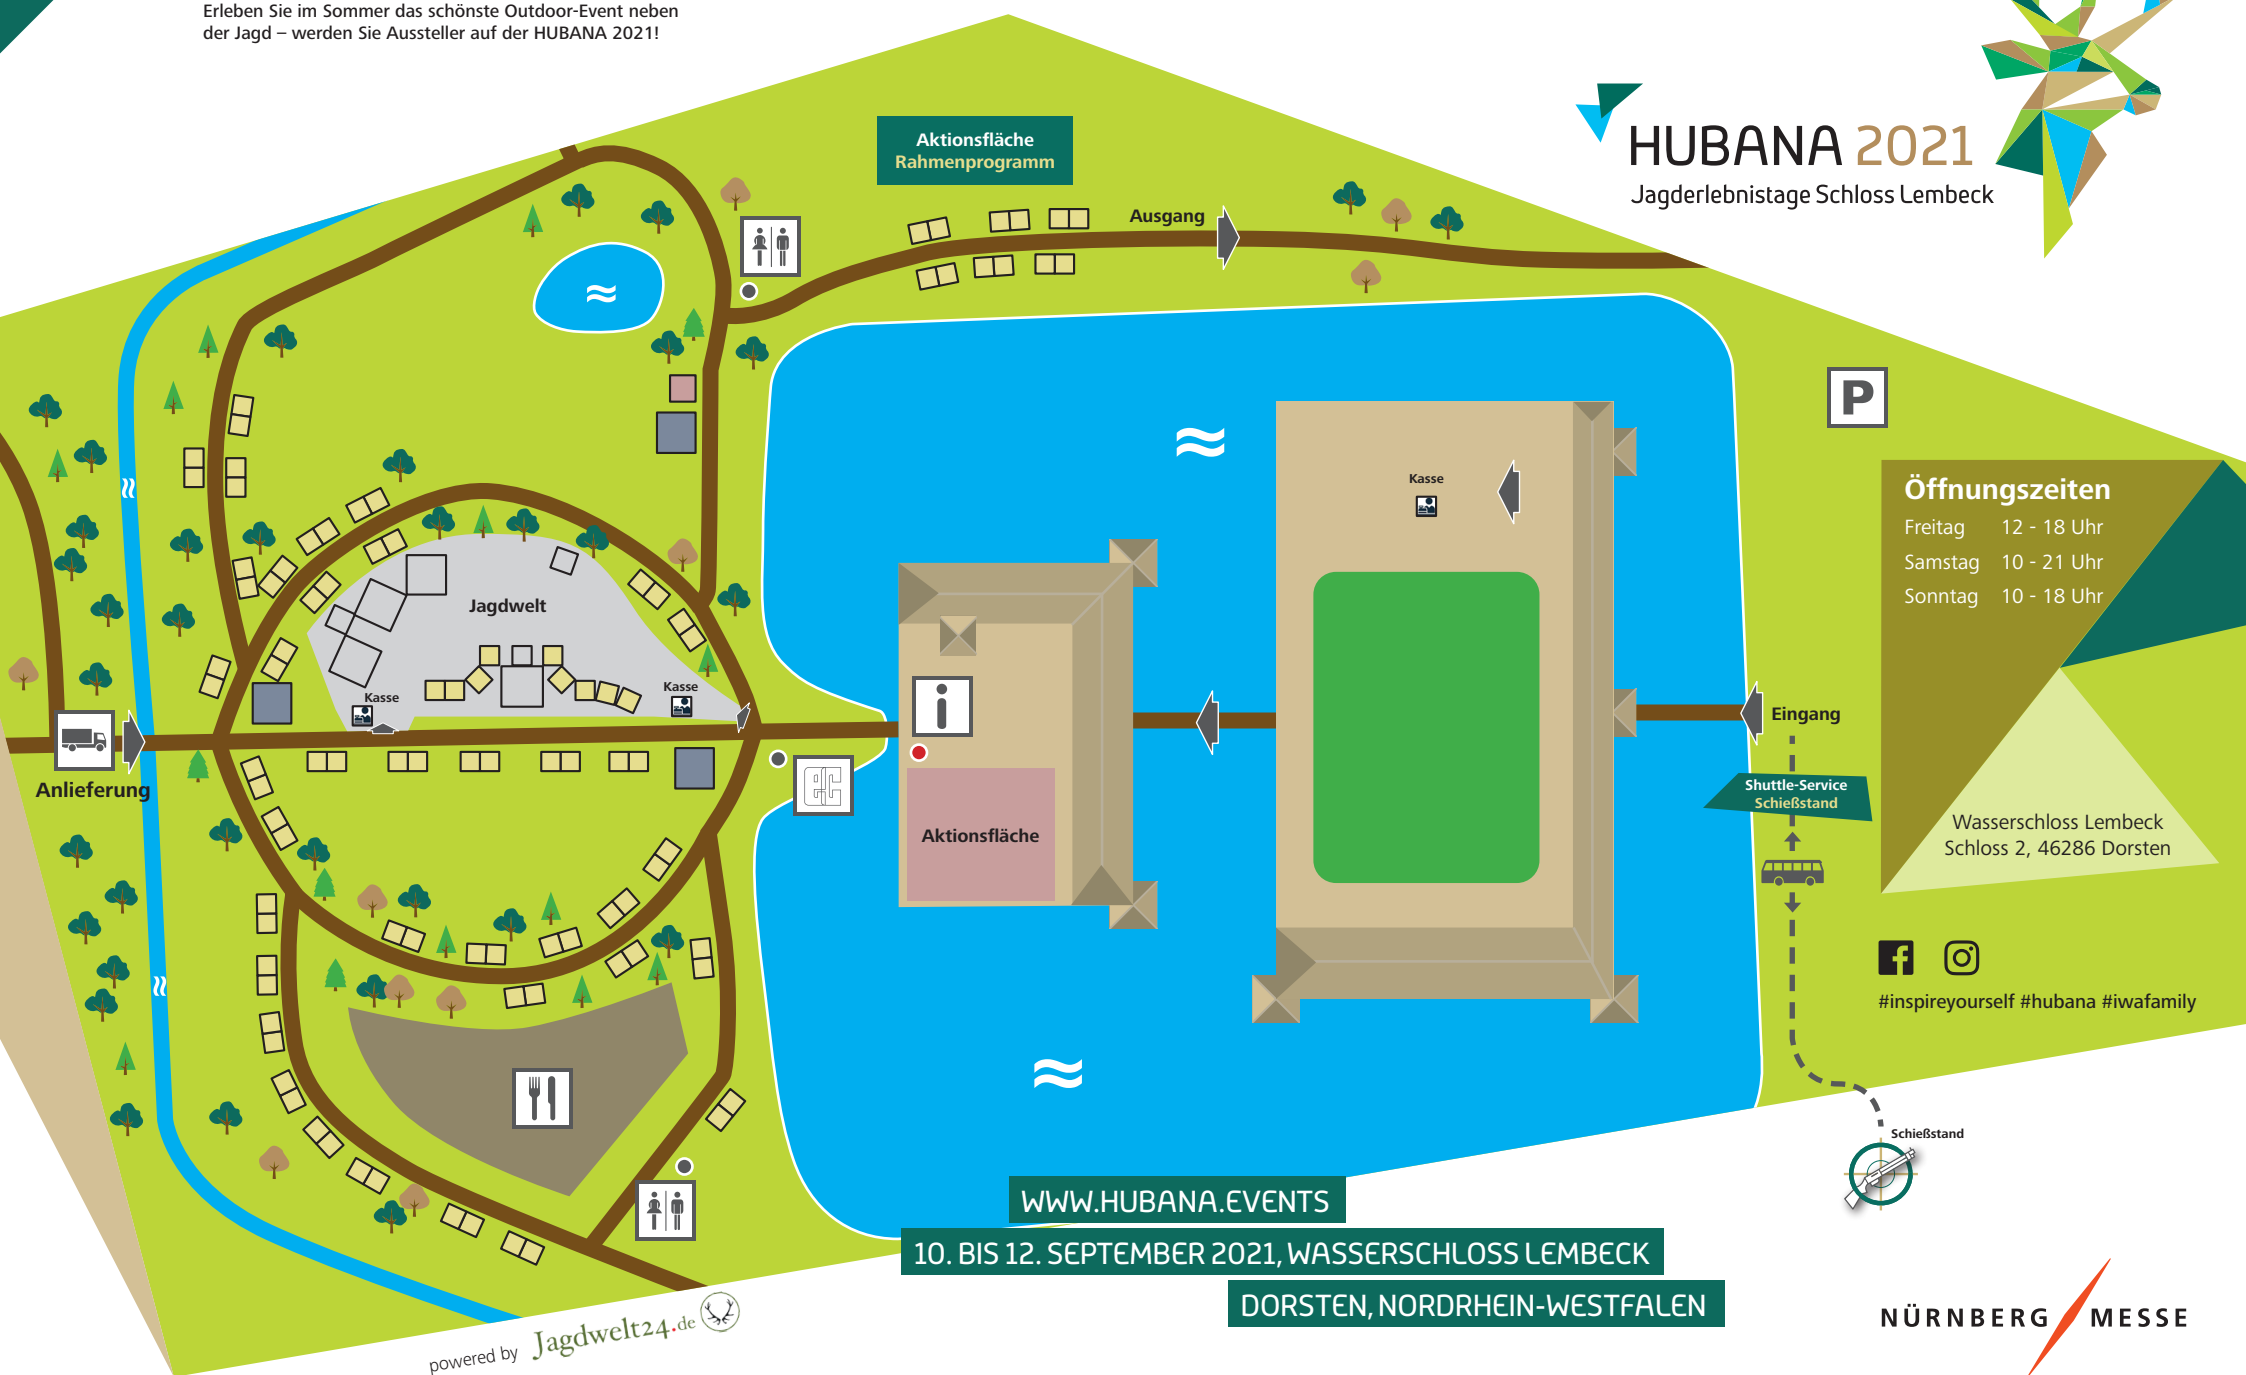 Erleben Sie im Sommer das schönste Outdoor-Event neben
der Jagd – werden Sie Aussteller auf der HUBANA 2021!
HUBANA 2021
Jagderlebnistage Schloss Lembeck
Aktionsfläche
Rahmenprogramm
Ausgang
P
Öffnungszeiten
Freitag 12 - 18 Uhr
Samstag 10 - 21 Uhr
Sonntag 10 - 18 Uhr
Kasse
Jagdwelt
Kasse
Kasse
i
Eingang
Anlieferung
EC
Shuttle-Service
Schießstand
Aktionsfläche
Wasserschloss Lembeck
Schloss 2, 46286 Dorsten
#inspireyourself #hubana #iwafamily
Schießstand
WWW.HUBANA.EVENTS
10. BIS 12. SEPTEMBER 2021, WASSERSCHLOSS LEMBECK
DORSTEN, NORDRHEIN-WESTFALEN
powered by Jagdwelt24.de
NÜRNBERG MESSE